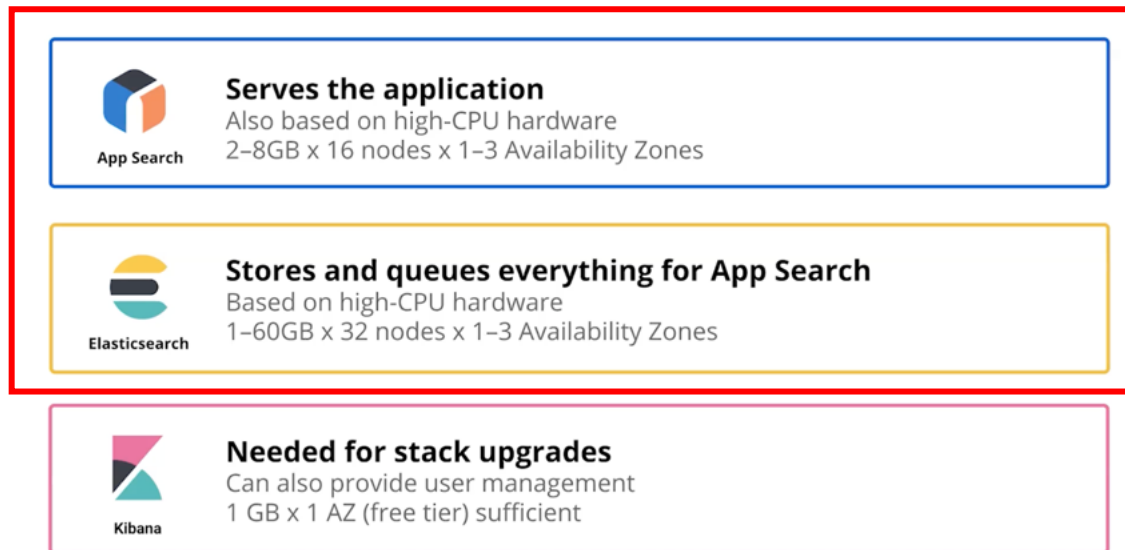 App Search
Serves the application
Also based on high-CPU hardware
2–8GB x 16 nodes x 1–3 Availability Zones
Elasticsearch
Stores and queues everything for App Search
Based on high-CPU hardware
1–60GB x 32 nodes x 1–3 Availability Zones
Kibana
Needed for stack upgrades
Can also provide user management
1 GB x 1 AZ (free tier) sufficient